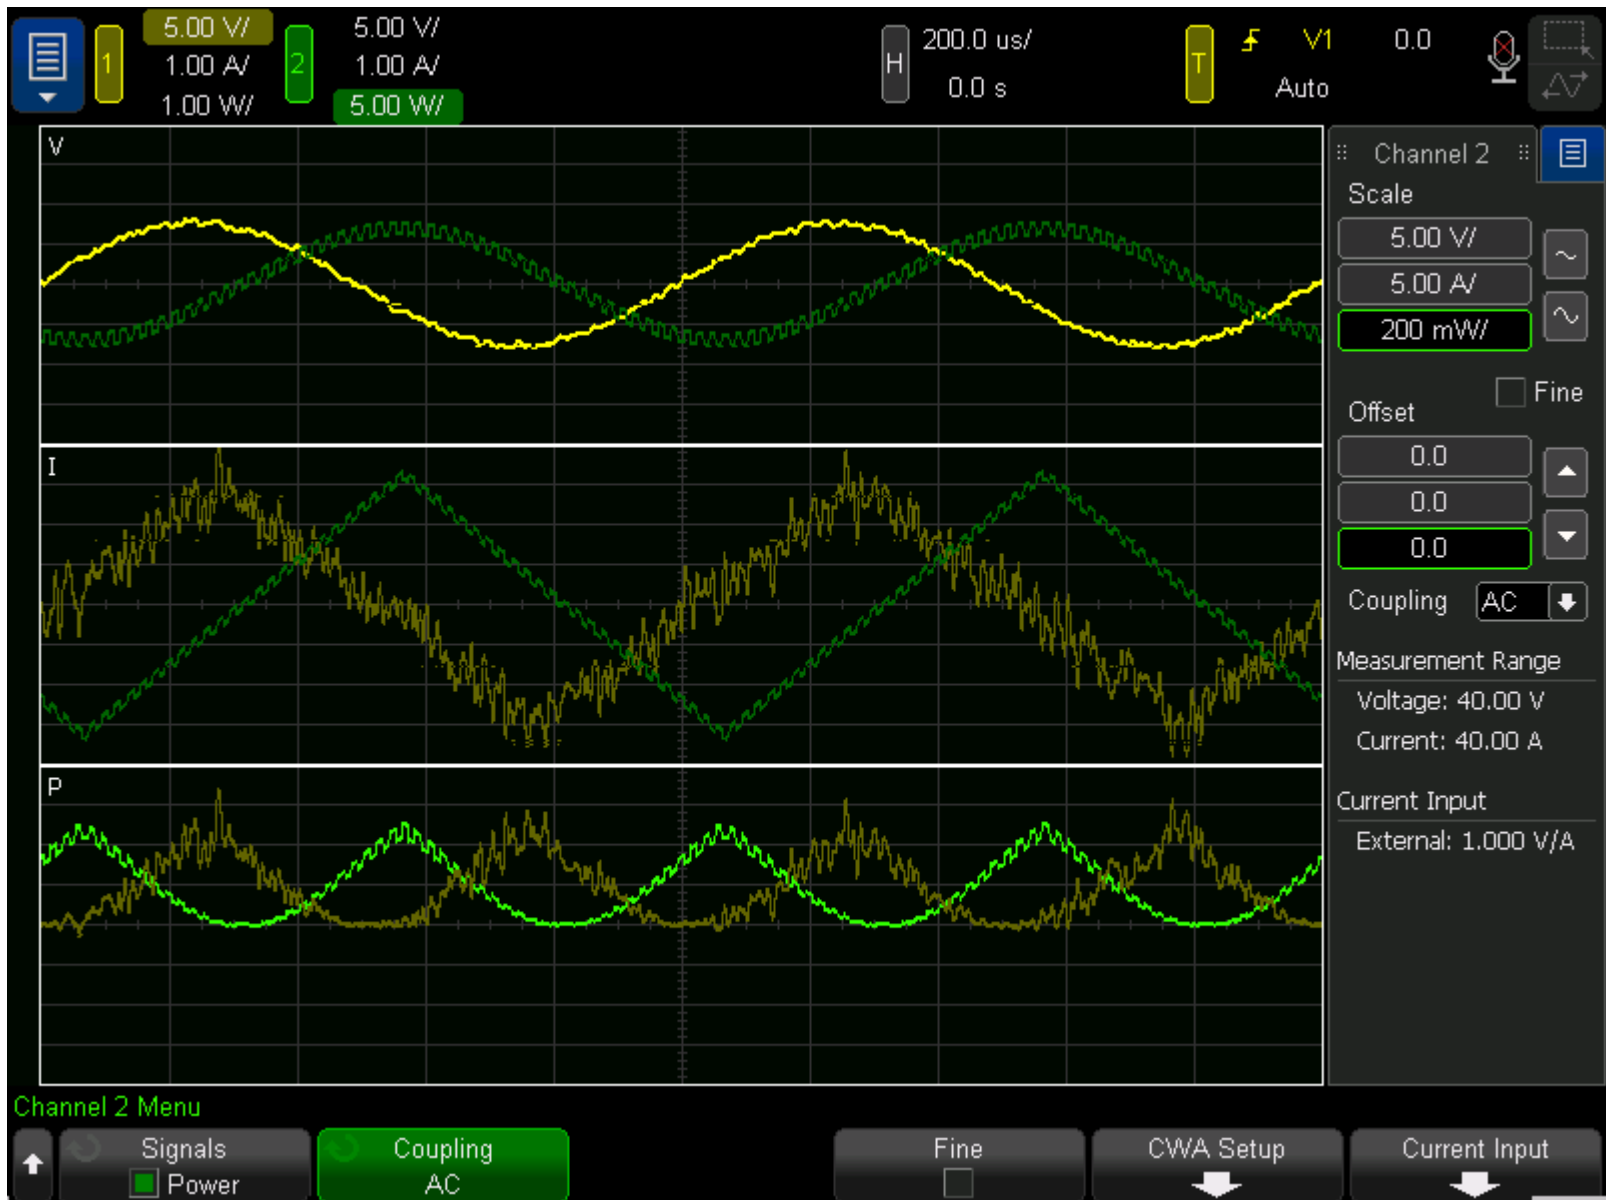 1
5.00 V/
1.00 A/
1.00 W/
2
5.00 V/
1.00 A/
5.00 W/
H
200.0 us/
0.0 s
T
V1
0.0
Auto
V
I
P
Channel 2
Scale
5.00 V/
5.00 A/
200 mW/
Fine
Offset
0.0
0.0
0.0
Coupling AC
Measurement Range
Voltage: 40.00 V
Current: 40.00 A
Current Input
External: 1.000 V/A
Channel 2 Menu
Signals
Power
Coupling
AC
Fine
CWA Setup
Current Input